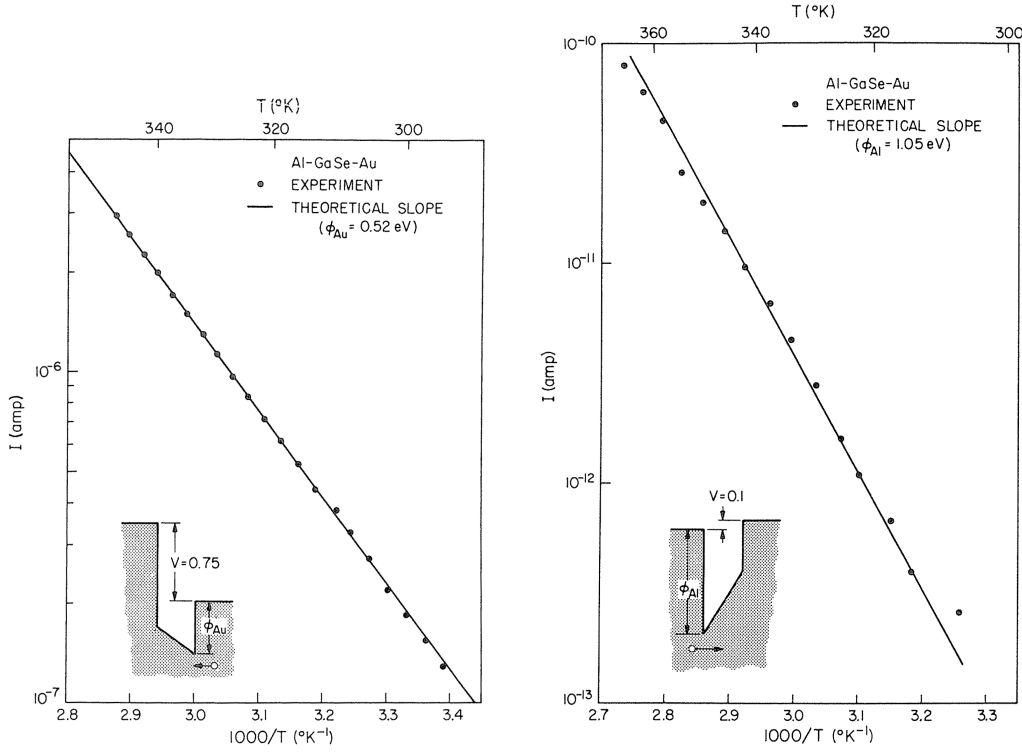 T (°K)
340 320 300
Al-GaSe-Au
EXPERIMENT
THEORETICAL SLOPE
(ϕAu = 0.52 eV)
I (amp)
10⁻⁶
10⁻⁷
V=0.75
ϕAu
2.8 2.9 3.0 3.1 3.2 3.3 3.4
1000/T (°K⁻¹)
T (°K)
360 340 320 300
Al-GaSe-Au
EXPERIMENT
THEORETICAL SLOPE
(ϕAl = 1.05 eV)
I (amp)
10⁻¹⁰
10⁻¹¹
10⁻¹²
10⁻¹³
V=0.1
ϕAl
2.7 2.8 2.9 3.0 3.1 3.2 3.3
1000/T (°K⁻¹)